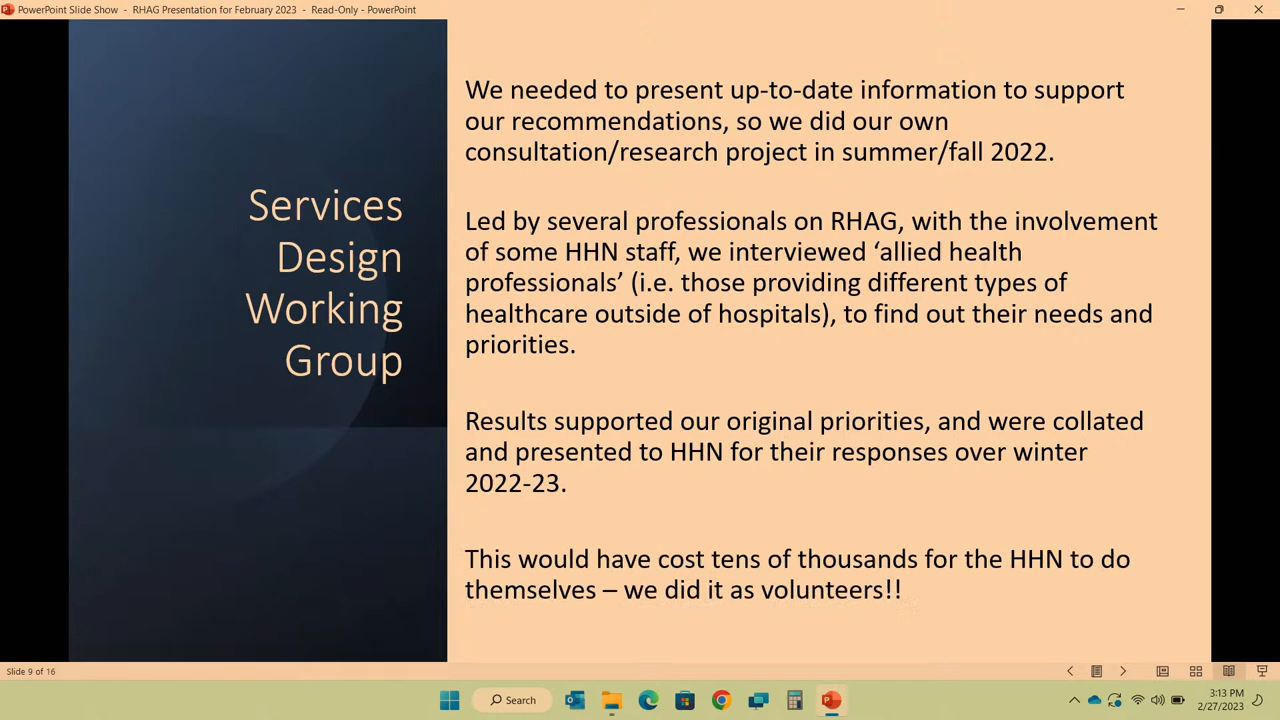 PowerPoint Slide Show - RHAG Presentation for February 2023 - Read-Only - PowerPoint
Services
Design
Working
Group
We needed to present up-to-date information to support
our recommendations, so we did our own
consultation/research project in summer/fall 2022.
Led by several professionals on RHAG, with the involvement
of some HHN staff, we interviewed ‘allied health
professionals’ (i.e. those providing different types of
healthcare outside of hospitals), to find out their needs and
priorities.
Results supported our original priorities, and were collated
and presented to HHN for their responses over winter
2022-23.
This would have cost tens of thousands for the HHN to do
themselves – we did it as volunteers!!
Slide 9 of 16
Search
3:13 PM
2/27/2023